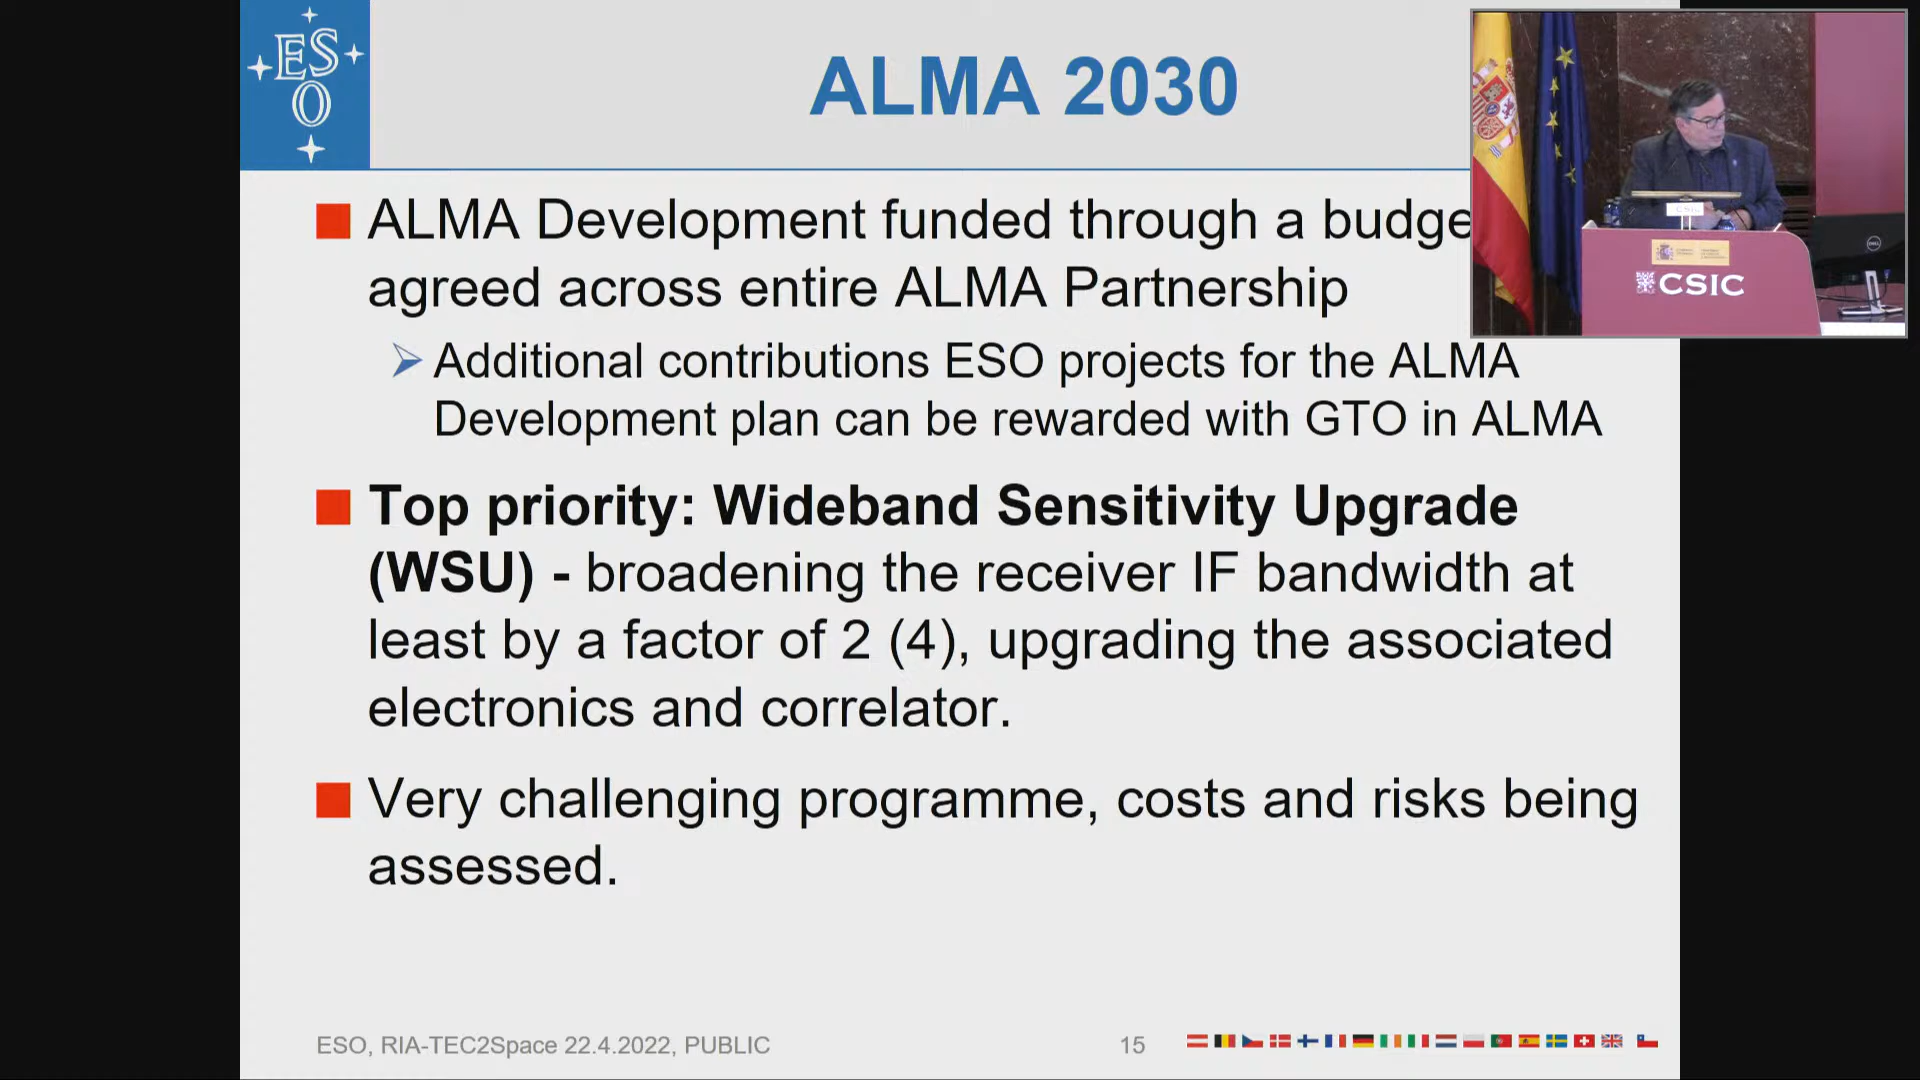 ESO
ALMA 2030
ALMA Development funded through a budge
agreed across entire ALMA Partnership
Additional contributions ESO projects for the ALMA
Development plan can be rewarded with GTO in ALMA
Top priority: Wideband Sensitivity Upgrade
(WSU) - broadening the receiver IF bandwidth at
least by a factor of 2 (4), upgrading the associated
electronics and correlator.
Very challenging programme, costs and risks being
assessed.
ESO, RIA-TEC2Space 22.4.2022, PUBLIC
15
CSIC
CSIC
DELL